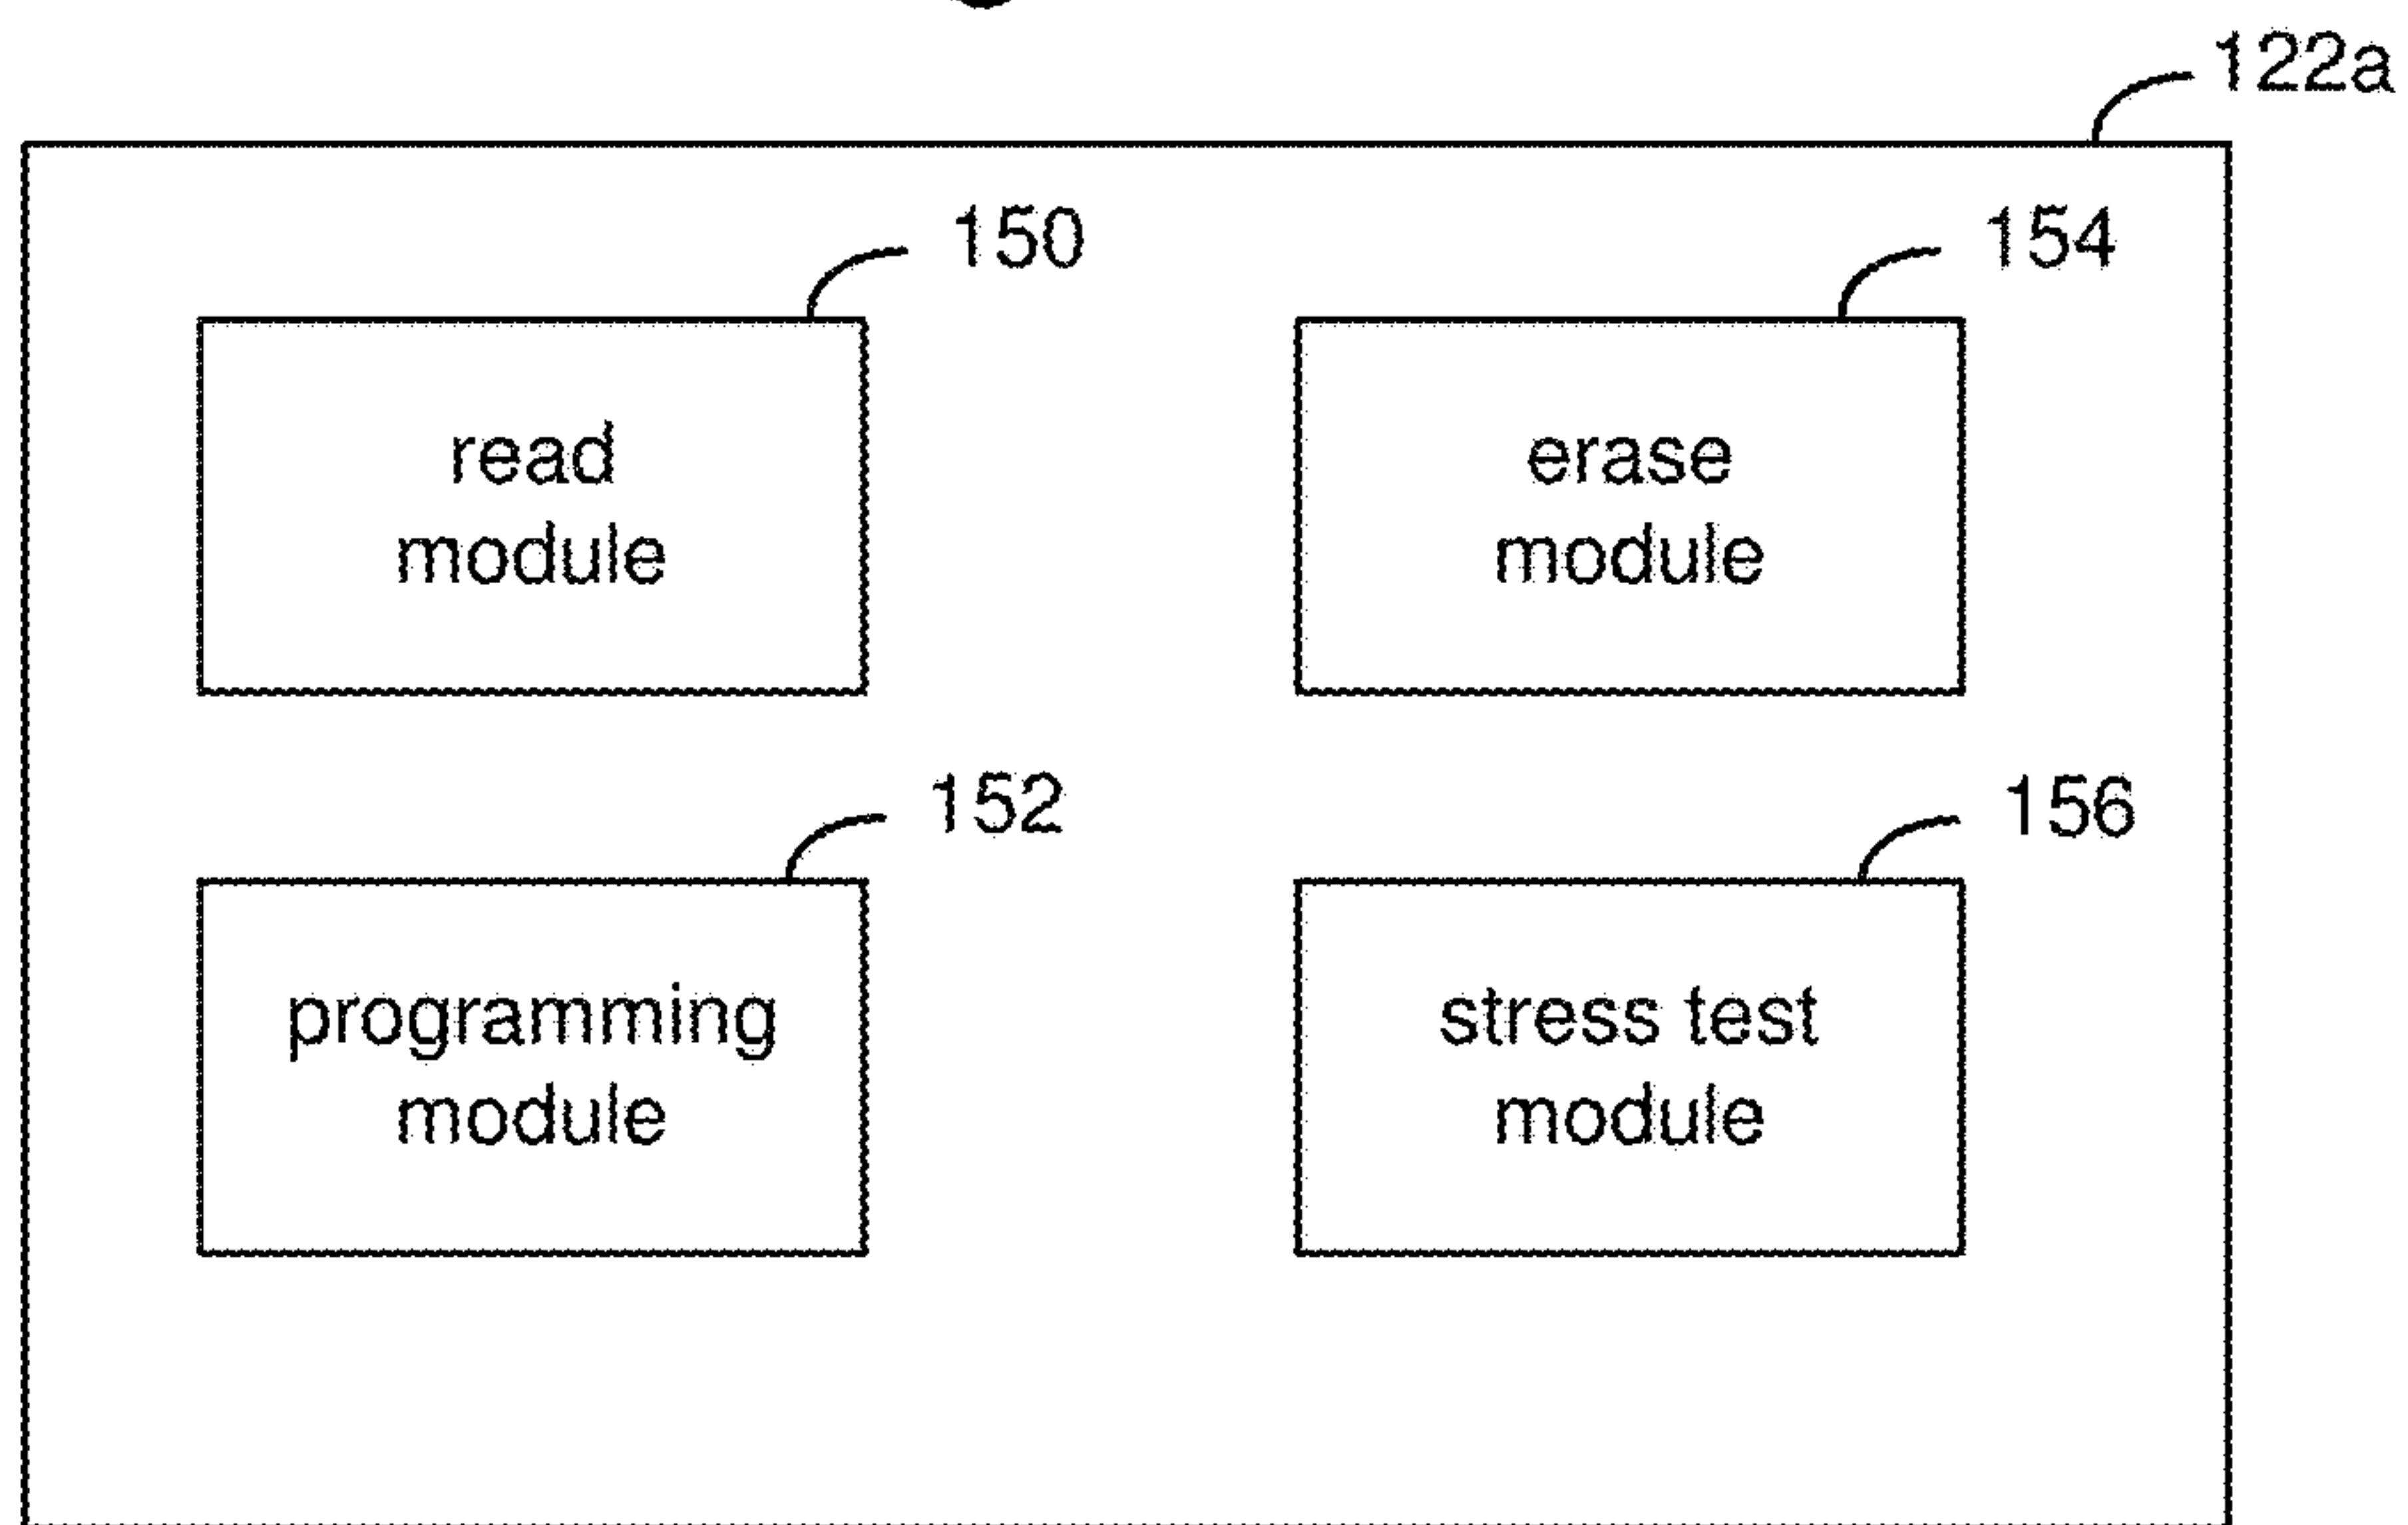 122a
150
154
read
module
erase
module
152
156
programming
module
stress test
module